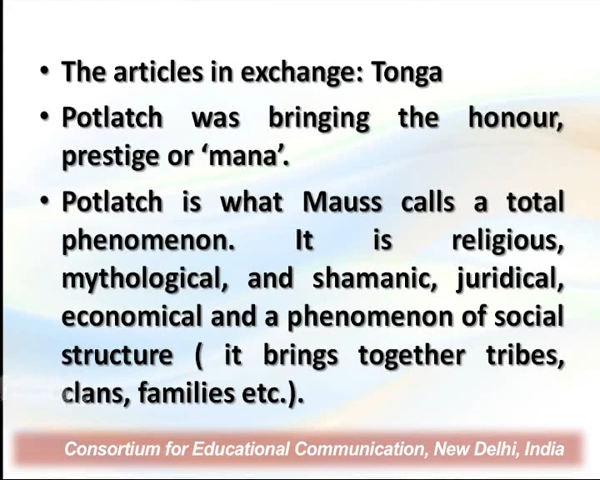 • The articles in exchange: Tonga
• Potlatch was bringing the honour,
prestige or ‘mana’.
• Potlatch is what Mauss calls a total
phenomenon. It is religious,
mythological, and shamanic, juridical,
economical and a phenomenon of social
structure ( it brings together tribes,
clans, families etc.).
Consortium for Educational Communication, New Delhi, India